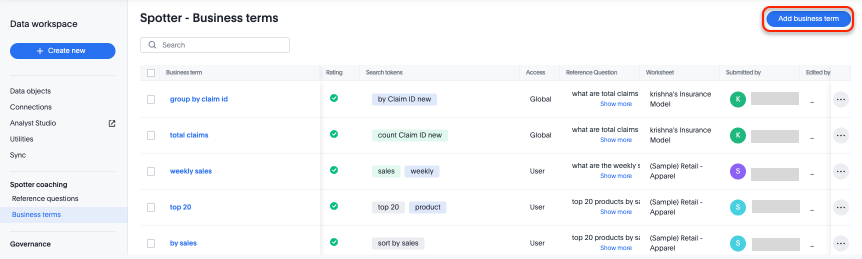 Data workspace
+ Create new
Data objects
Connections
Analyst Studio
Utilities
Sync
Spotter coaching
Reference questions
Business terms
Governance
Spotter - Business terms
Add business term
Search
Business term Rating Search tokens Access Reference Question Worksheet Submitted by Edited by
group by claim id by Claim ID new Global what are total claims krishna's Insurance K _ ...
Show more Model
total claims count Claim ID new Global what are total claims krishna's Insurance K _ ...
Show more Model
weekly sales sales weekly User what are the weekly s (Sample) Retail - S _ ...
Show more Apparel
top 20 top 20 product User top 20 products by sa (Sample) Retail - S _ ...
Show more Apparel
by sales sort by sales User top 20 products by sa (Sample) Retail - S _ ...
Show more Apparel